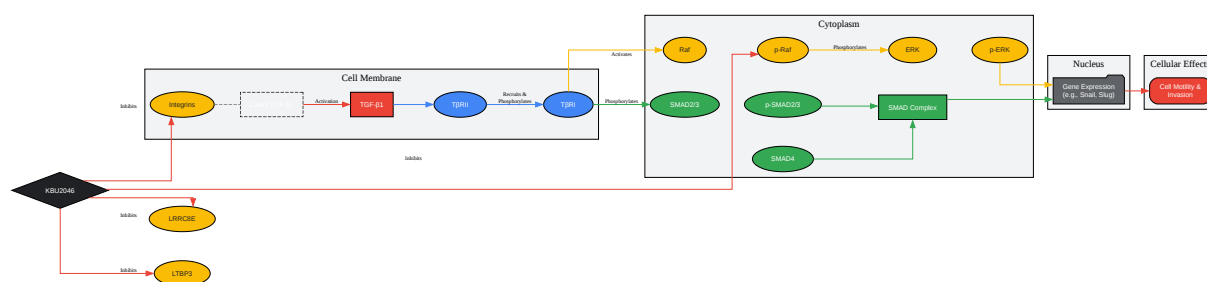 Cytoplasm
Raf
p-Raf
Phosphorylates
ERK
p-ERK
Activates
Cell Membrane
Nucleus
Cellular Effects
Inhibits
Integrins
Activation
TGF-β1
TβRII
Recruits &
Phosphorylates
TβRI
Phosphorylates
SMAD2/3
p-SMAD2/3
SMAD Complex
Gene Expression
(e.g., Snail, Slug)
Cell Motility &
Invasion
Inhibits
SMAD4
KBU2046
Inhibits
LRRC8E
Inhibits
LTBP3